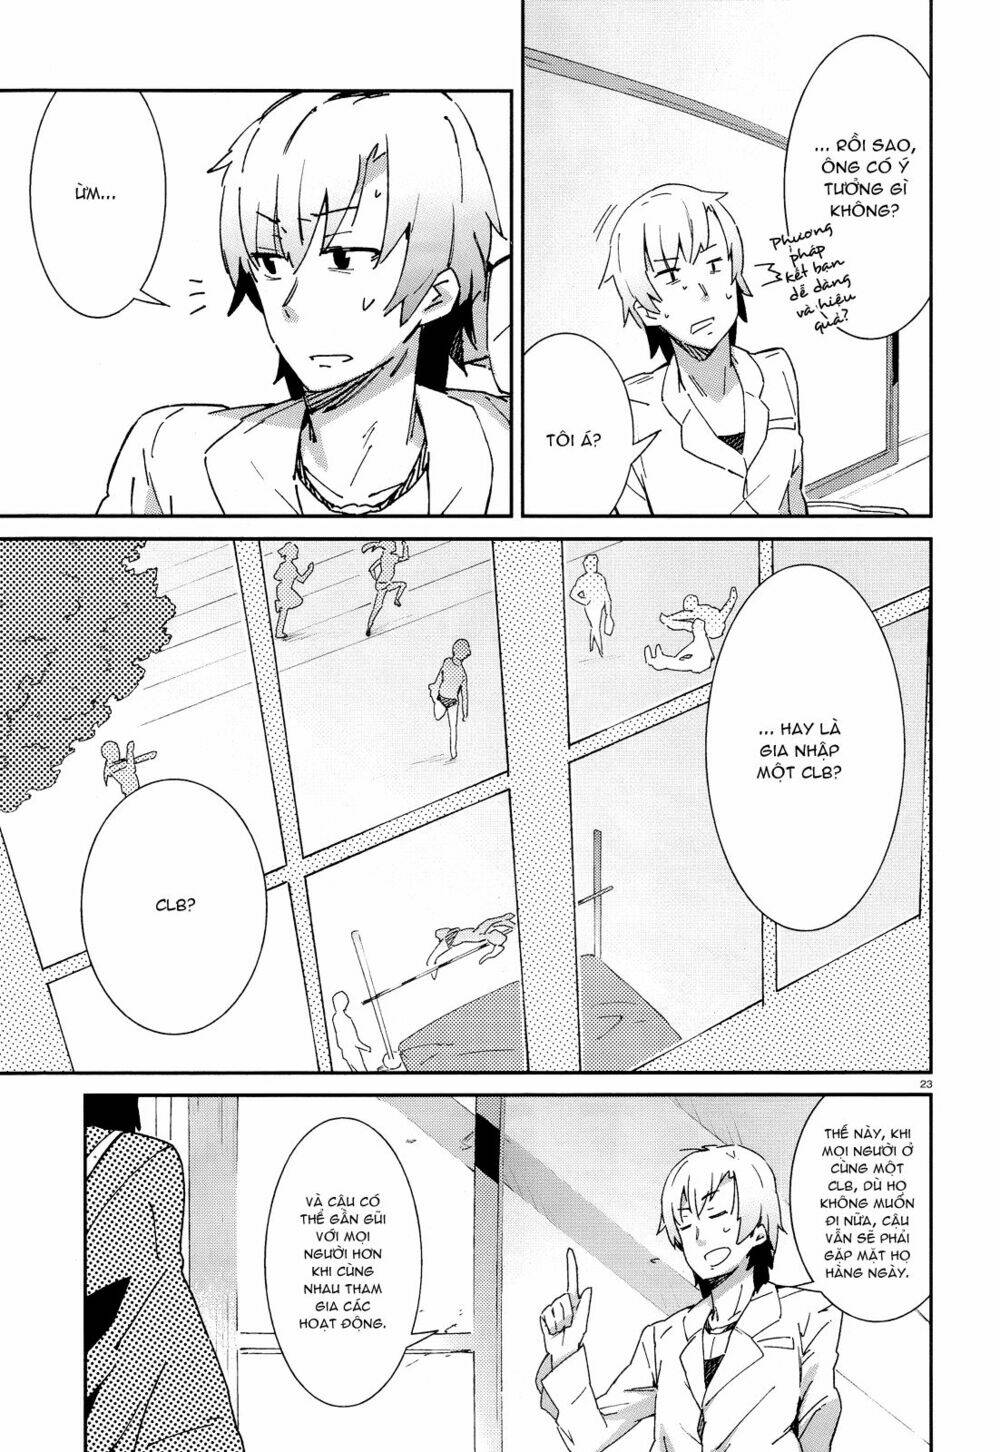 ... RỒI SAO,
ÔNG CÓ Ý
TƯỞNG GÌ
KHÔNG?
Phương
pháp
kết bạn
dễ dàng
và hiệu
quả?
TÔI Á?
ỪM...
... HAY LÀ
GIA NHẬP
MỘT CLB?
CLB?
23
THẾ NÀY, KHI
MỌI NGƯỜI Ở
CÙNG MỘT
CLB, DÙ HỌ
KHÔNG MUỐN
ĐI NỮA, CẬU
VẪN SẼ PHẢI
GẶP MẶT HỌ
HẰNG NGÀY.
VÀ CẬU CÓ
THỂ GẦN GŨI
VỚI MỌI
NGƯỜI HƠN
KHI CÙNG
NHAU THAM
GIA CÁC
HOẠT ĐỘNG.